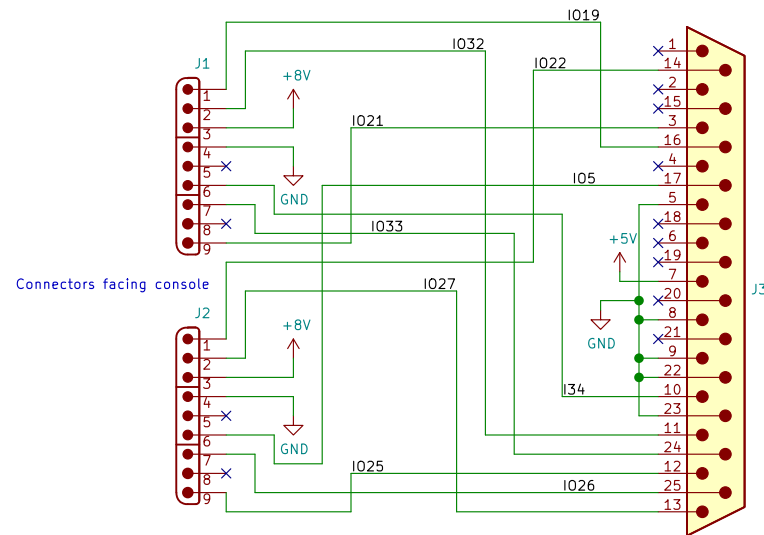 IO19
J1
IO32
IO22
+8V
IO21
GND
IO5
IO33
1
2
3
4
5
6
7
8
9
Connectors facing console
J2
IO27
+8V
GND
IO25
IO26
1
2
3
4
5
6
7
8
9
+5V
GND
I34
1
14
2
15
3
16
4
17
5
18
6
19
7
20
8
21
9
22
10
23
11
24
12
25
13
J3